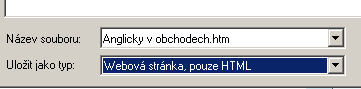 Název souboru: Anglicky v obchodech.htm
Uložit jako typ: Webová stránka, pouze HTML